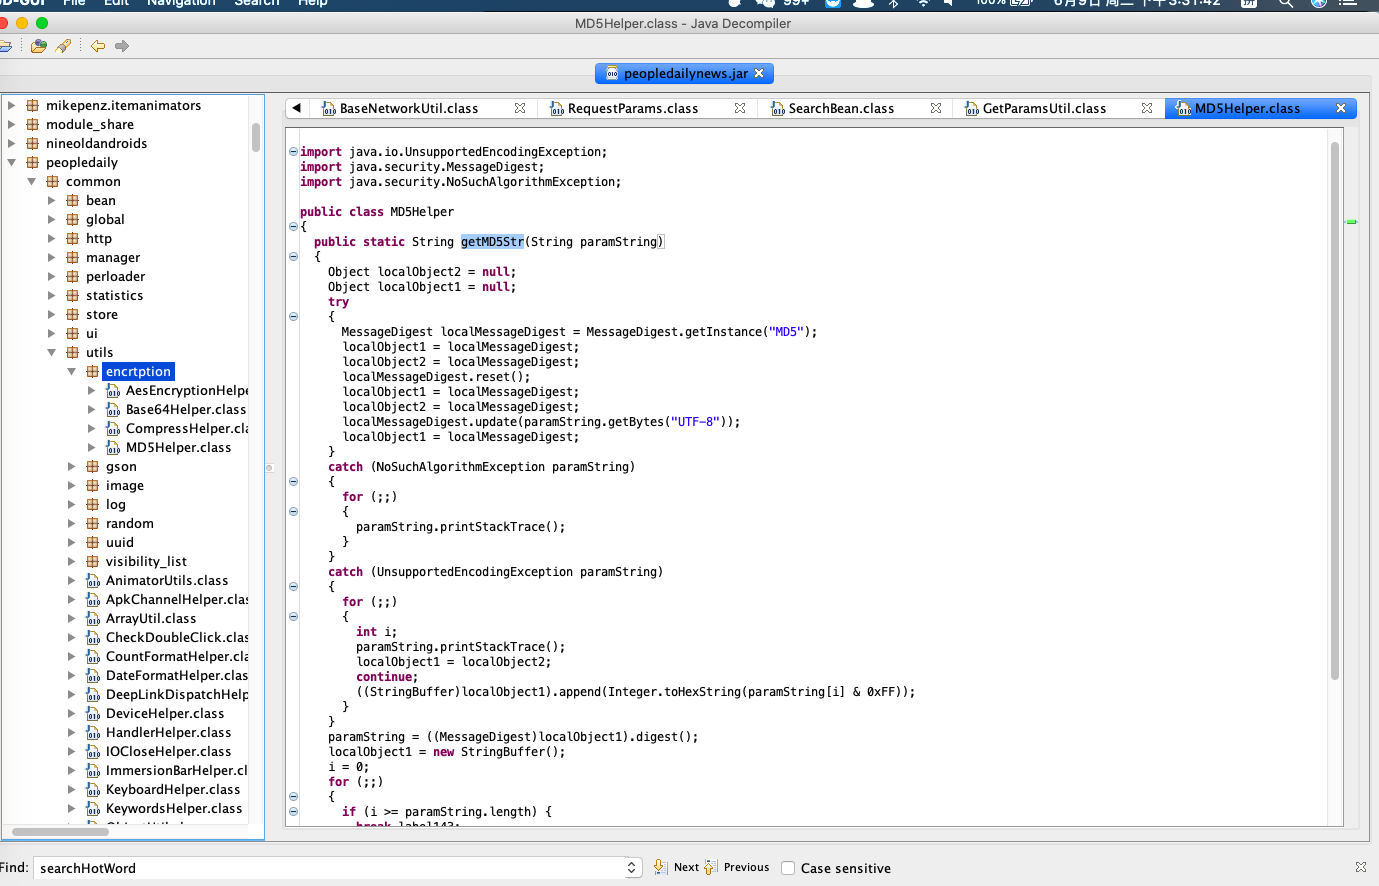 JD-GUI File Edit Navigation Search Help 99+ 100% 6月9日 周二 下午3:31:42
MD5Helper.class - Java Decompiler
peopledailynews.jar
BaseNetworkUtil.class RequestParams.class SearchBean.class GetParamsUtil.class MD5Helper.class
mikepenz.itemanimators
module_share
nineoldandroids
peopledaily
common
bean
global
http
manager
perloader
statistics
store
ui
utils
encrtption
AesEncryptionHelpe
Base64Helper.class
CompressHelper.cla
MD5Helper.class
gson
image
log
random
uuid
visibility_list
AnimatorUtils.class
ApkChannelHelper.clas
ArrayUtil.class
CheckDoubleClick.clas
CountFormatHelper.cla
DateFormatHelper.clas
DeepLinkDispatchHelp
DeviceHelper.class
HandlerHelper.class
IOCloseHelper.class
ImmersionBarHelper.cl
KeyboardHelper.class
KeywordsHelper.class
import java.io.UnsupportedEncodingException;
import java.security.MessageDigest;
import java.security.NoSuchAlgorithmException;
public class MD5Helper
{
public static String getMD5Str(String paramString)
{
Object localObject2 = null;
Object localObject1 = null;
try
{
MessageDigest localMessageDigest = MessageDigest.getInstance("MD5");
localObject1 = localMessageDigest;
localObject2 = localMessageDigest;
localMessageDigest.reset();
localObject1 = localMessageDigest;
localObject2 = localMessageDigest;
localMessageDigest.update(paramString.getBytes("UTF-8"));
localObject1 = localMessageDigest;
}
catch (NoSuchAlgorithmException paramString)
{
for (;;)
{
paramString.printStackTrace();
}
}
catch (UnsupportedEncodingException paramString)
{
for (;;)
{
int i;
paramString.printStackTrace();
localObject1 = localObject2;
continue;
((StringBuffer)localObject1).append(Integer.toHexString(paramString[i] & 0xFF));
}
}
paramString = ((MessageDigest)localObject1).digest();
localObject1 = new StringBuffer();
i = 0;
for (;;)
{
if (i >= paramString.length) {
break label143;
Find: searchHotWord Next Previous Case sensitive